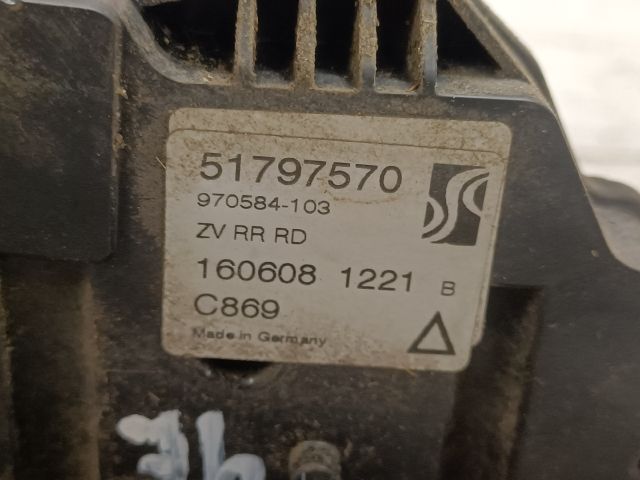 51797570
970584-103
ZV RR RD
160608 1221 B
C869
Made in Germany